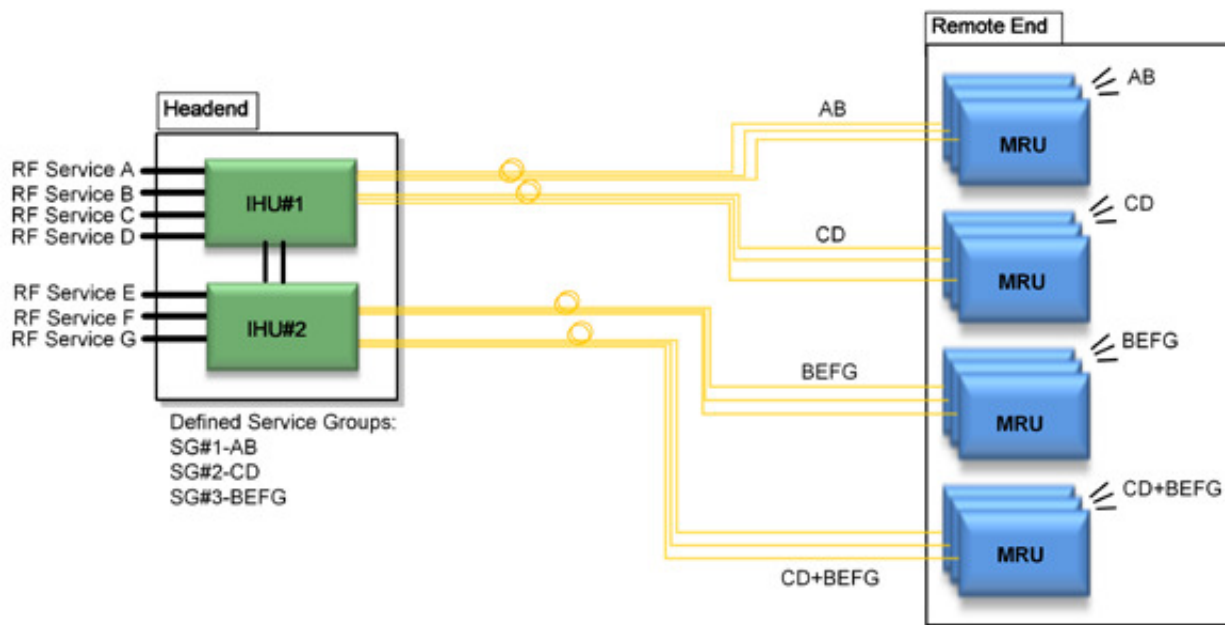 Remote End
Headend
RF Service A
RF Service B
RF Service C
RF Service D
IHU#1
RF Service E
RF Service F
RF Service G
IHU#2
Defined Service Groups:
SG#1-AB
SG#2-CD
SG#3-BEFG
AB
CD
BEFG
CD+BEFG
MRU
AB
MRU
CD
MRU
BEFG
MRU
CD+BEFG